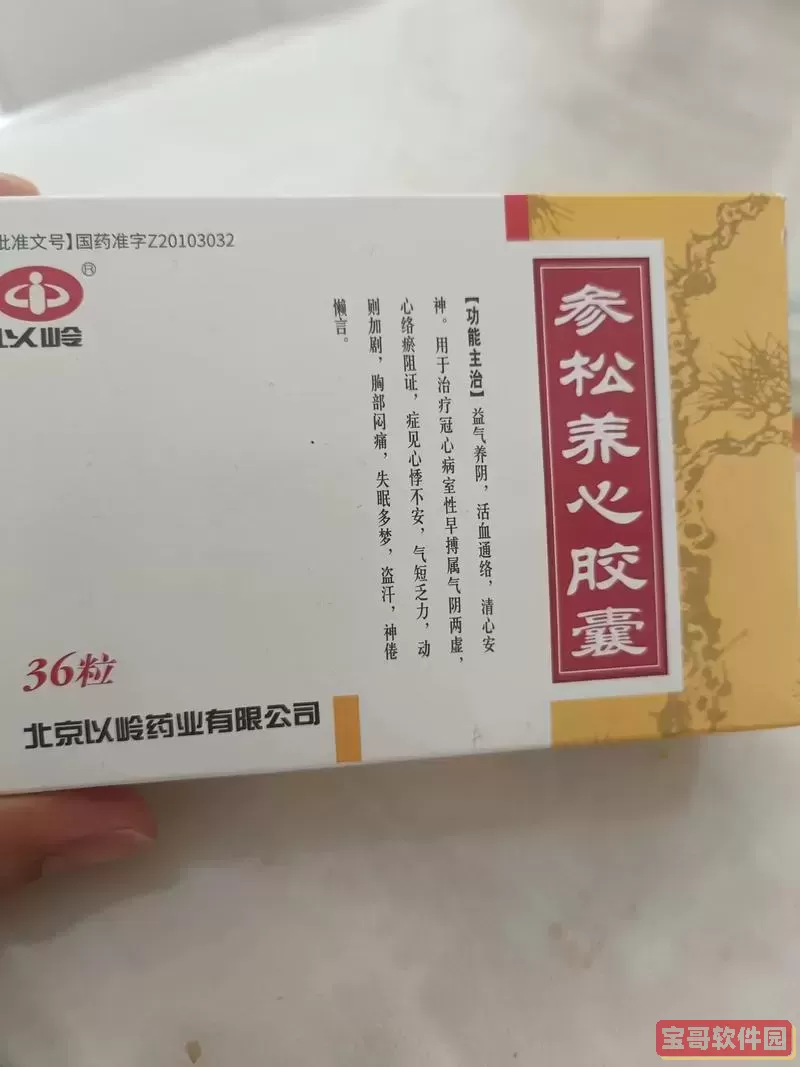 批准文号】国药准字Z20103032
®
以岭
参松养心胶囊
【功能主治】益气养阴，活血通络，清心安
神。用于治疗冠心病室性早搏属气阴两虚，
心络瘀阻证，症见心悸不安，气短乏力，动
则加剧，胸部闷痛，失眠多梦，盗汗，神倦
懒言。
36粒
北京以岭药业有限公司
宝哥软件园